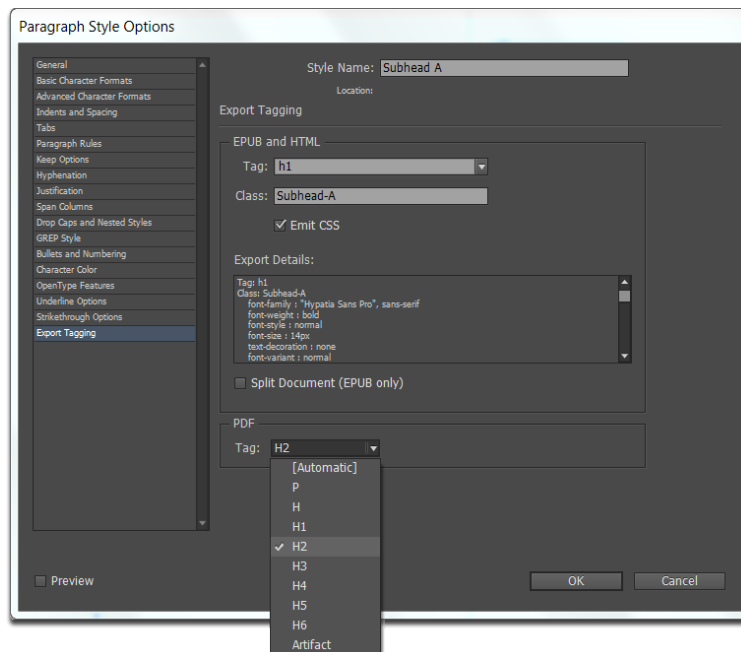 Paragraph Style Options
General
Basic Character Formats
Advanced Character Formats
Indents and Spacing
Tabs
Paragraph Rules
Keep Options
Hyphenation
Justification
Span Columns
Drop Caps and Nested Styles
GREP Style
Bullets and Numbering
Character Color
OpenType Features
Underline Options
Strikethrough Options
Export Tagging
Style Name: Subhead A
Location:
Export Tagging
EPUB and HTML
Tag: h1
Class: Subhead-A
Emit CSS
Export Details:
Tag: h1
Class: Subhead-A
font-family : "Hypatia Sans Pro", sans-serif
font-weight : bold
font-style : normal
font-size : 14px
text-decoration : none
font-variant : normal
Split Document (EPUB only)
PDF
Tag: H2
[Automatic]
P
H
H1
H2
H3
H4
H5
H6
Artifact
Preview
OK
Cancel